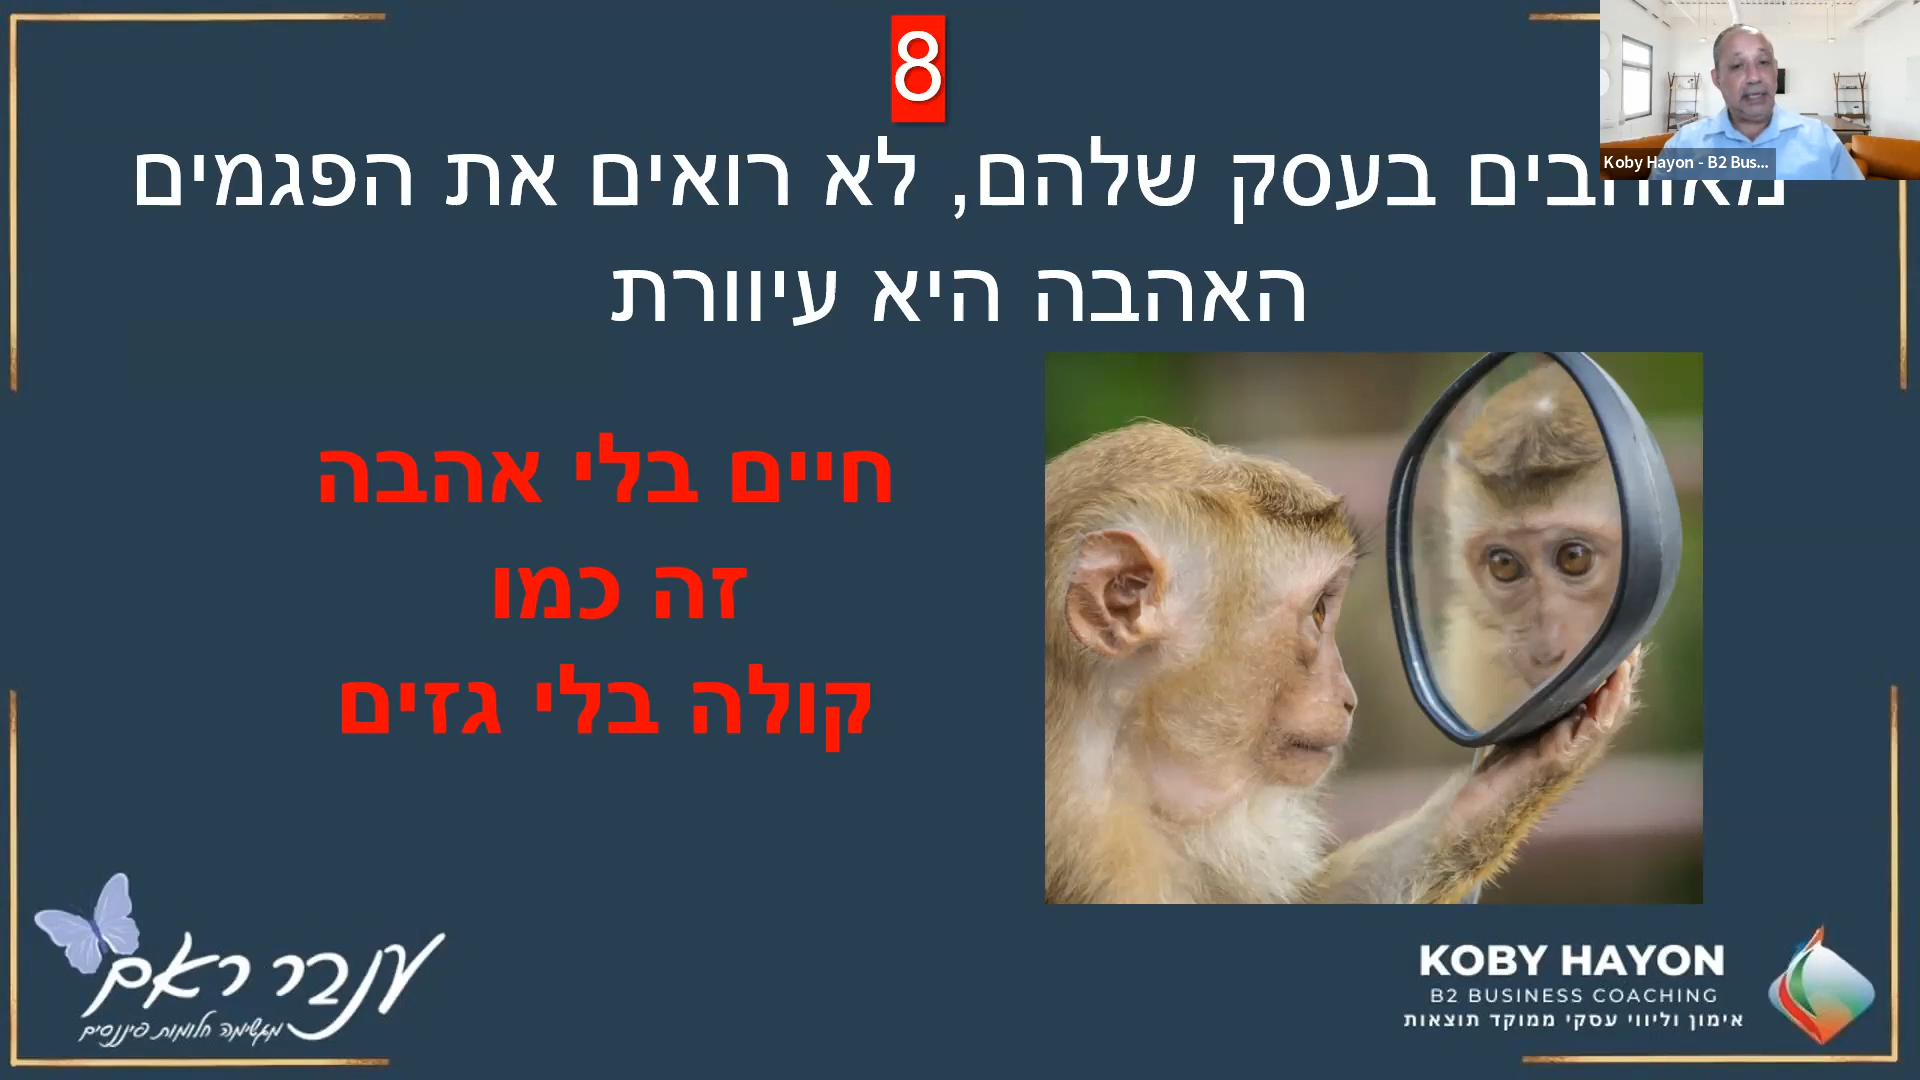 8
מאוהבים בעסק שלהם, לא רואים את הפגמים
האהבה היא עיוורת
חיים בלי אהבה
זה כמו
קולה בלי גזים
Koby Hayon - B2 Bus...
ענבר ראם
מגשימה חלומות פיננסים
KOBY HAYON
B2 BUSINESS COACHING
אימון וליווי עסקי ממוקד תוצאות